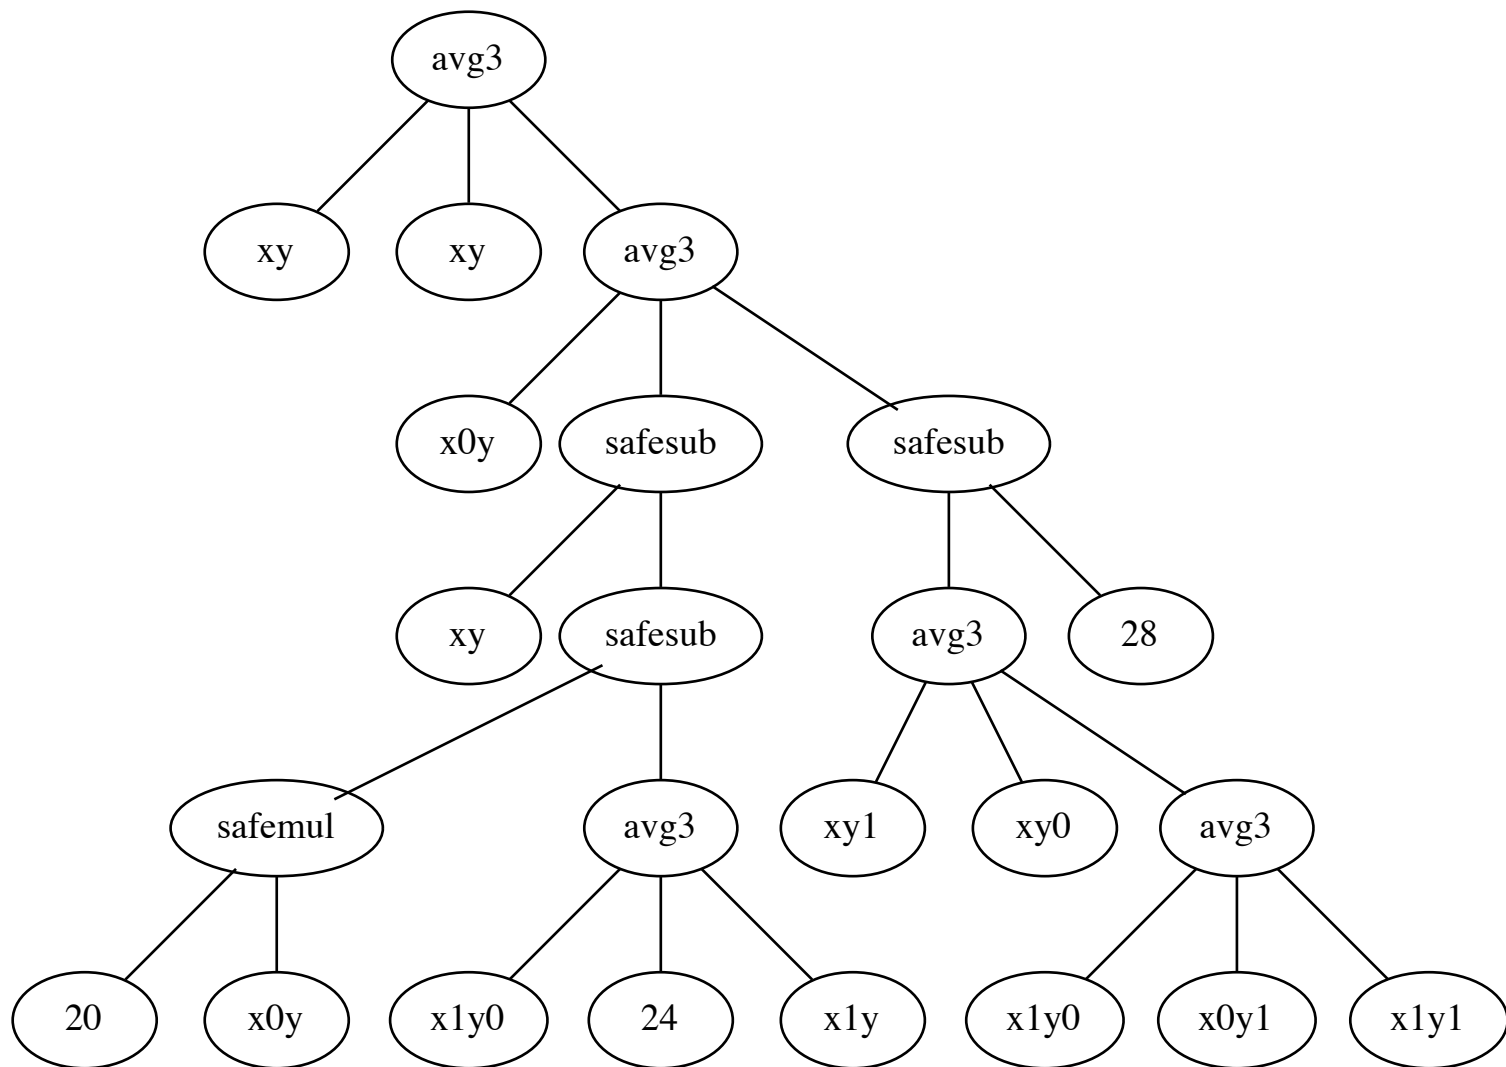 avg3
xy xy avg3
x0y safesub safesub
xy safesub avg3 28
safemul avg3 xy1 xy0 avg3
20 x0y x1y0 24 x1y x1y0 x0y1 x1y1